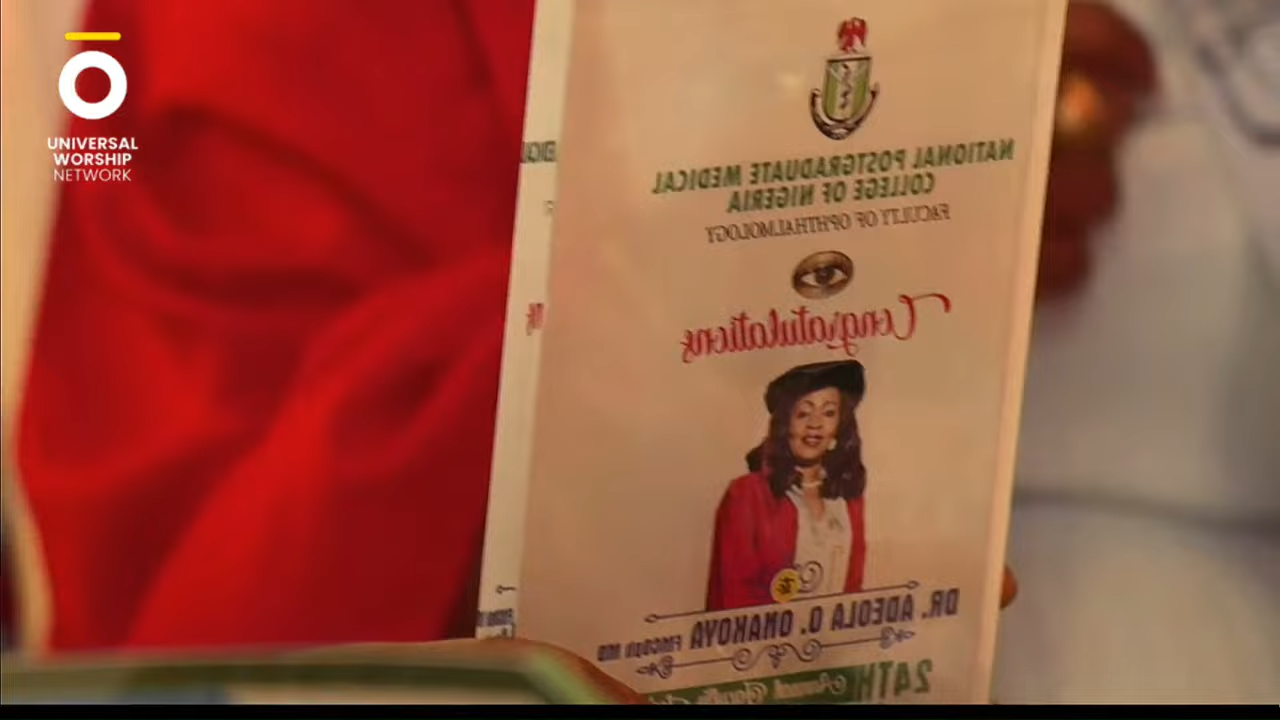 UNIVERSAL
WORSHIP
NETWORK
NATIONAL POSTGRADUATE MEDICAL
COLLEGE OF NIGERIA
FACULTY OF OPHTHALMOLOGY
Congratulations
DR. ADEOLA O. ONAKOYA
24TH